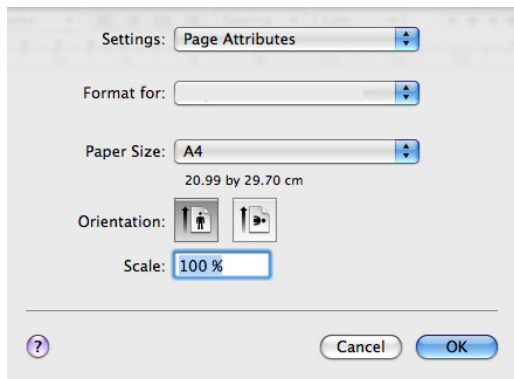 Settings: Page Attributes
Format for:
Paper Size: A4
20.99 by 29.70 cm
Orientation:
Scale: 100 %
? Cancel OK